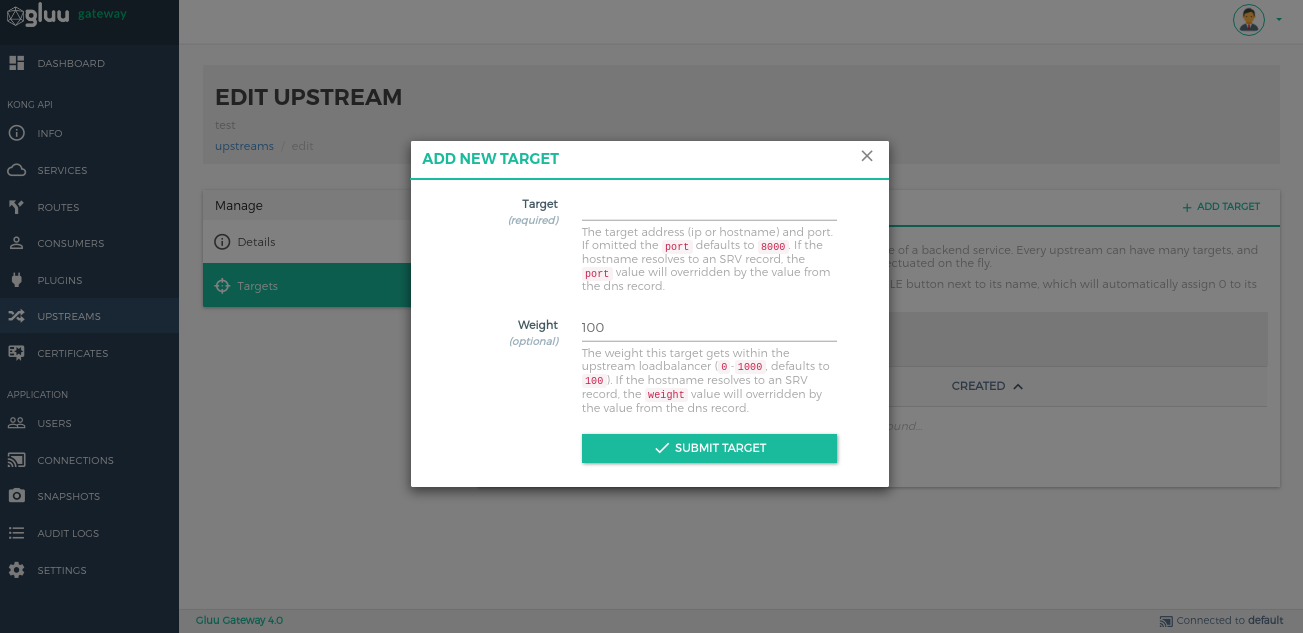 gluu gateway
DASHBOARD
KONG API
INFO
SERVICES
ROUTES
CONSUMERS
PLUGINS
UPSTREAMS
CERTIFICATES
APPLICATION
USERS
CONNECTIONS
SNAPSHOTS
AUDIT LOGS
SETTINGS
EDIT UPSTREAM
test
upstreams / edit
Manage
Details
Targets
ADD NEW TARGET
Target
(required)
The target address (ip or hostname) and port.
If omitted the port defaults to 8000. If the
hostname resolves to an SRV record, the
port value will overridden by the value from
the dns record.
Weight
(optional)
100
The weight this target gets within the
upstream loadbalancer (0-1000, defaults to
100). If the hostname resolves to an SRV
record, the weight value will overridden by
the value from the dns record.
SUBMIT TARGET
ADD TARGET
of a backend service. Every upstream can have many targets, and
on the fly.
button next to its name, which will automatically assign 0 to its
CREATED
Gluu Gateway 4.0
Connected to default